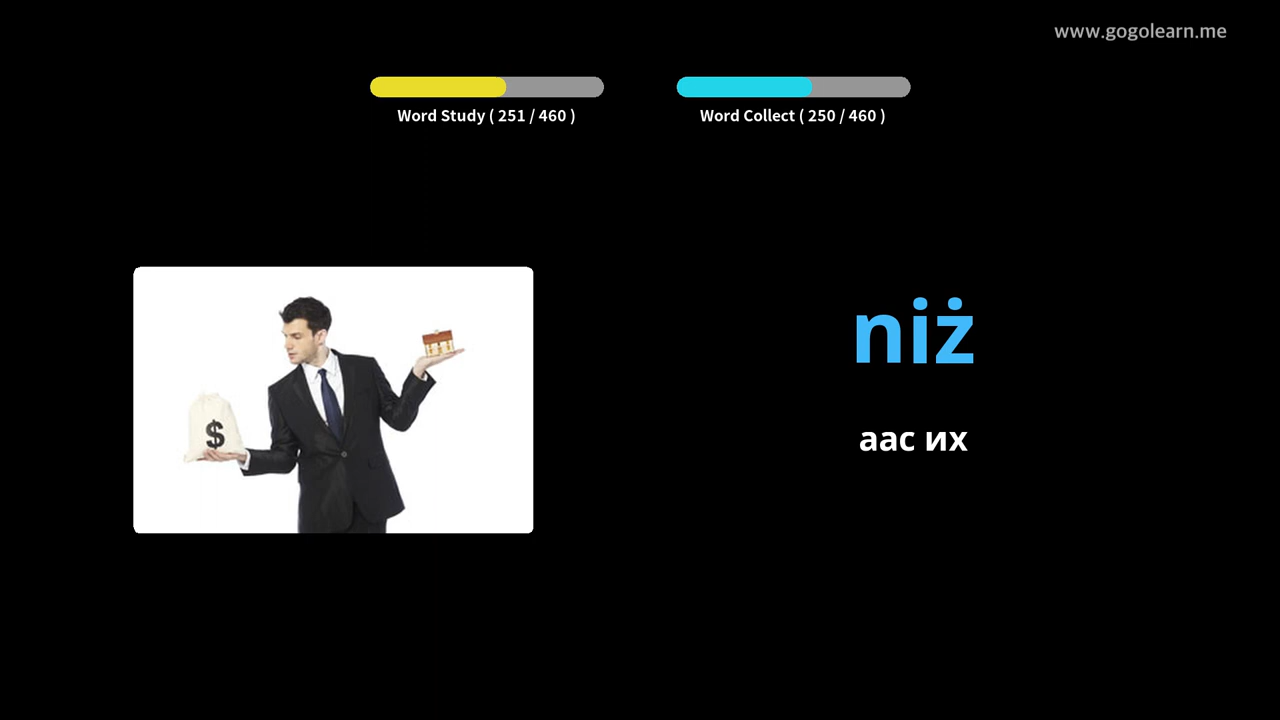 www.gogolearn.me
Word Study ( 251 / 460 )
Word Collect ( 250 / 460 )
$
niż
аас их